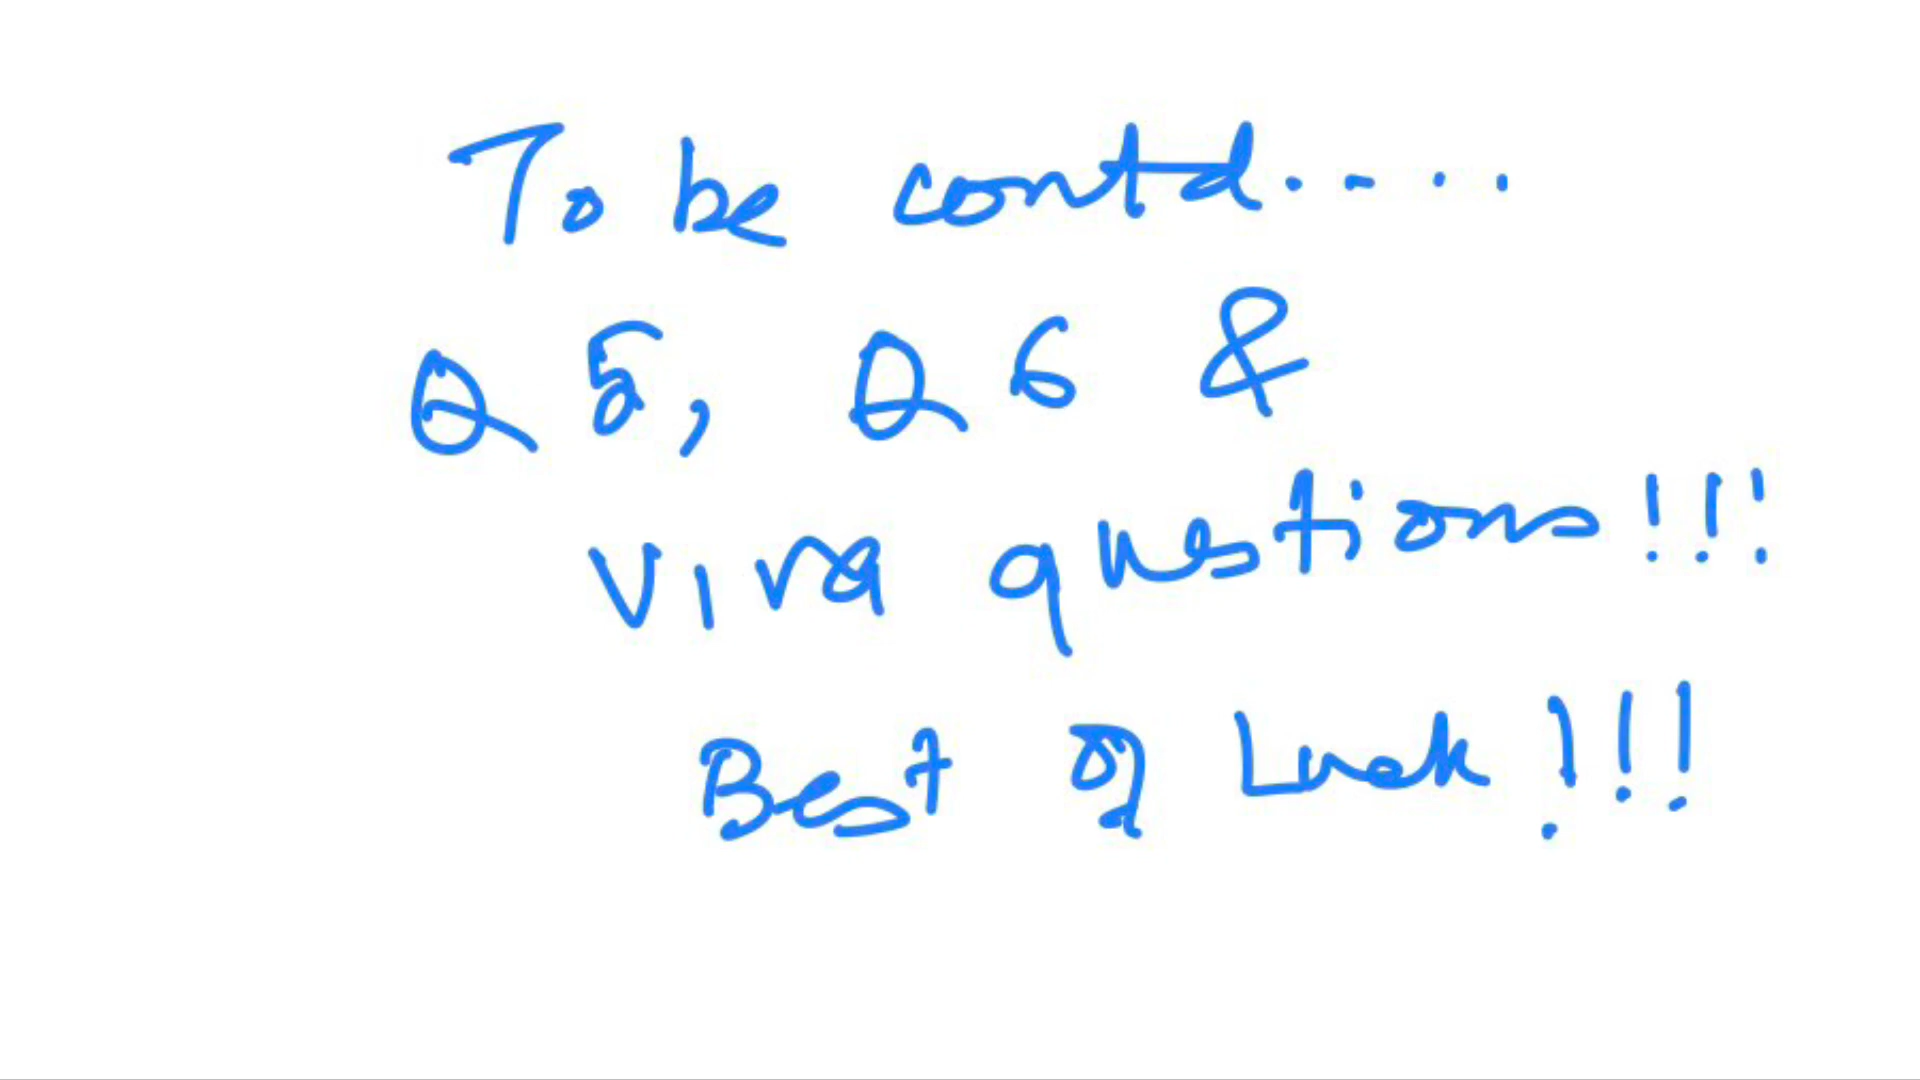 To be contd....
Q5, Q6 &
Viva questions!!!
Best of Luck!!!